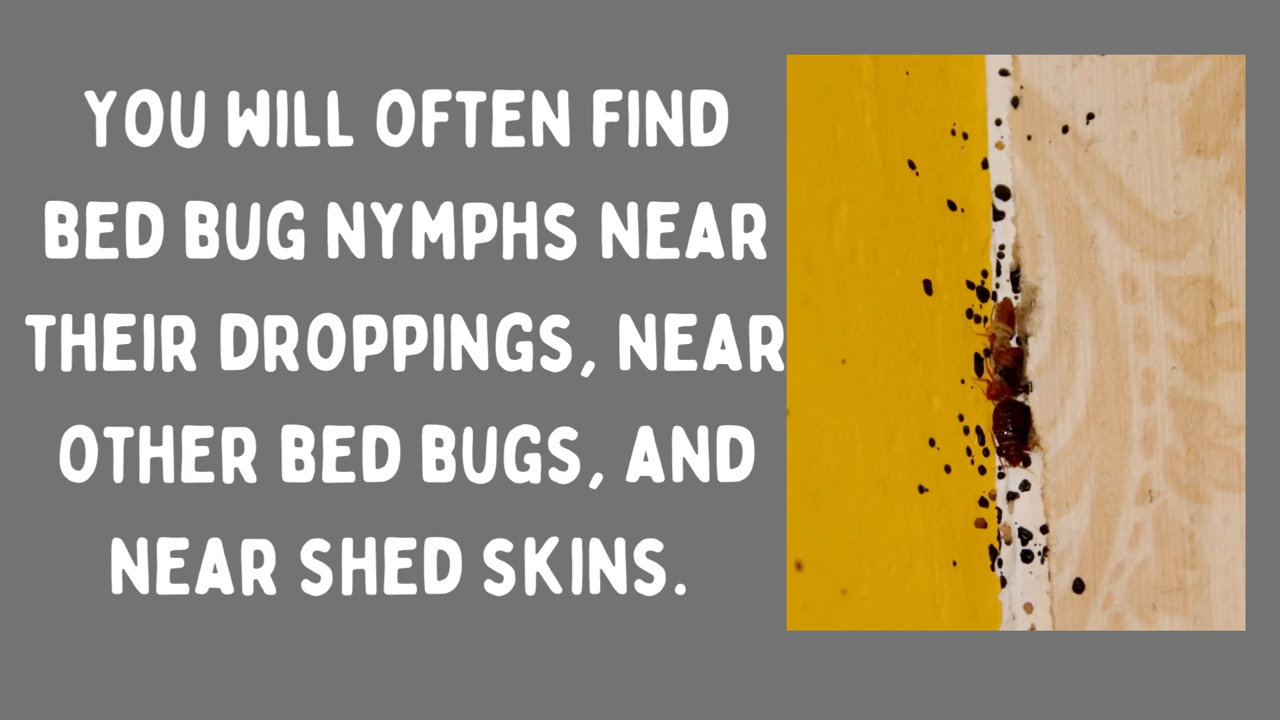 YOU WILL OFTEN FIND
BED BUG NYMPHS NEAR
THEIR DROPPINGS, NEAR
OTHER BED BUGS, AND
NEAR SHED SKINS.